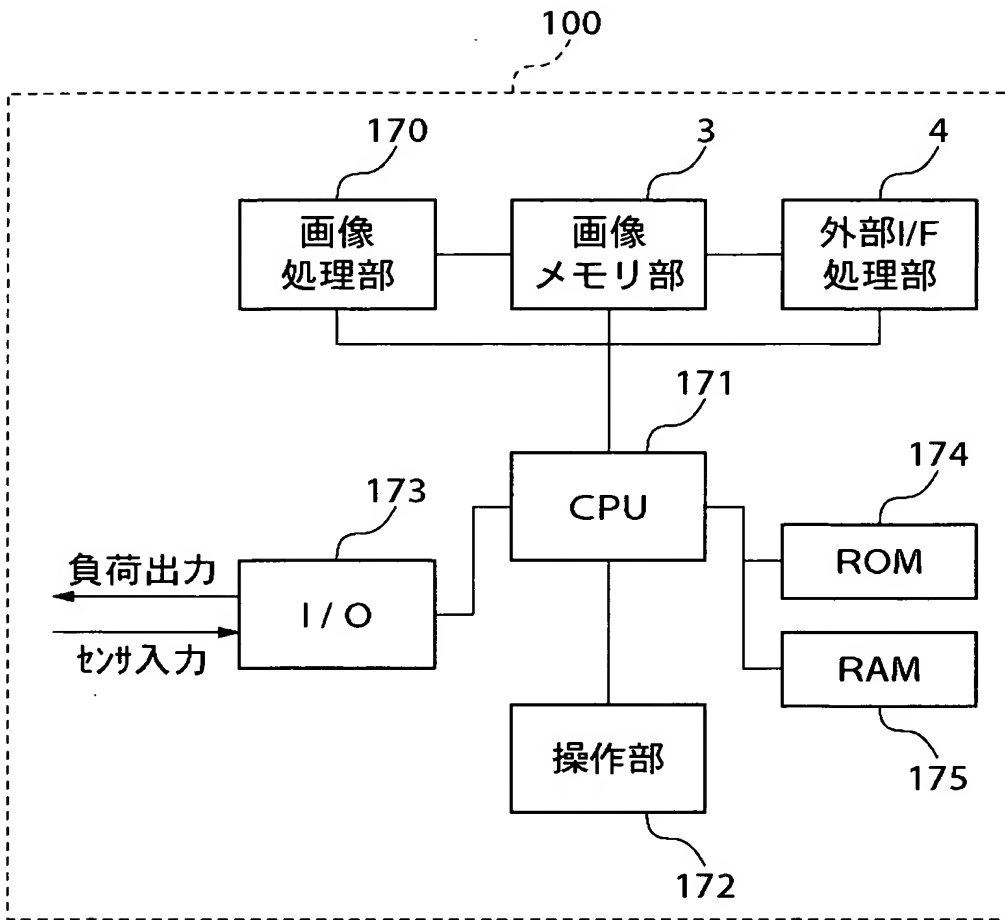 100
170
3
4
画像
処理部
画像
メモリ部
外部I/F
処理部
171
CPU
173
174
負荷出力
I/O
センサ入力
ROM
RAM
175
操作部
172